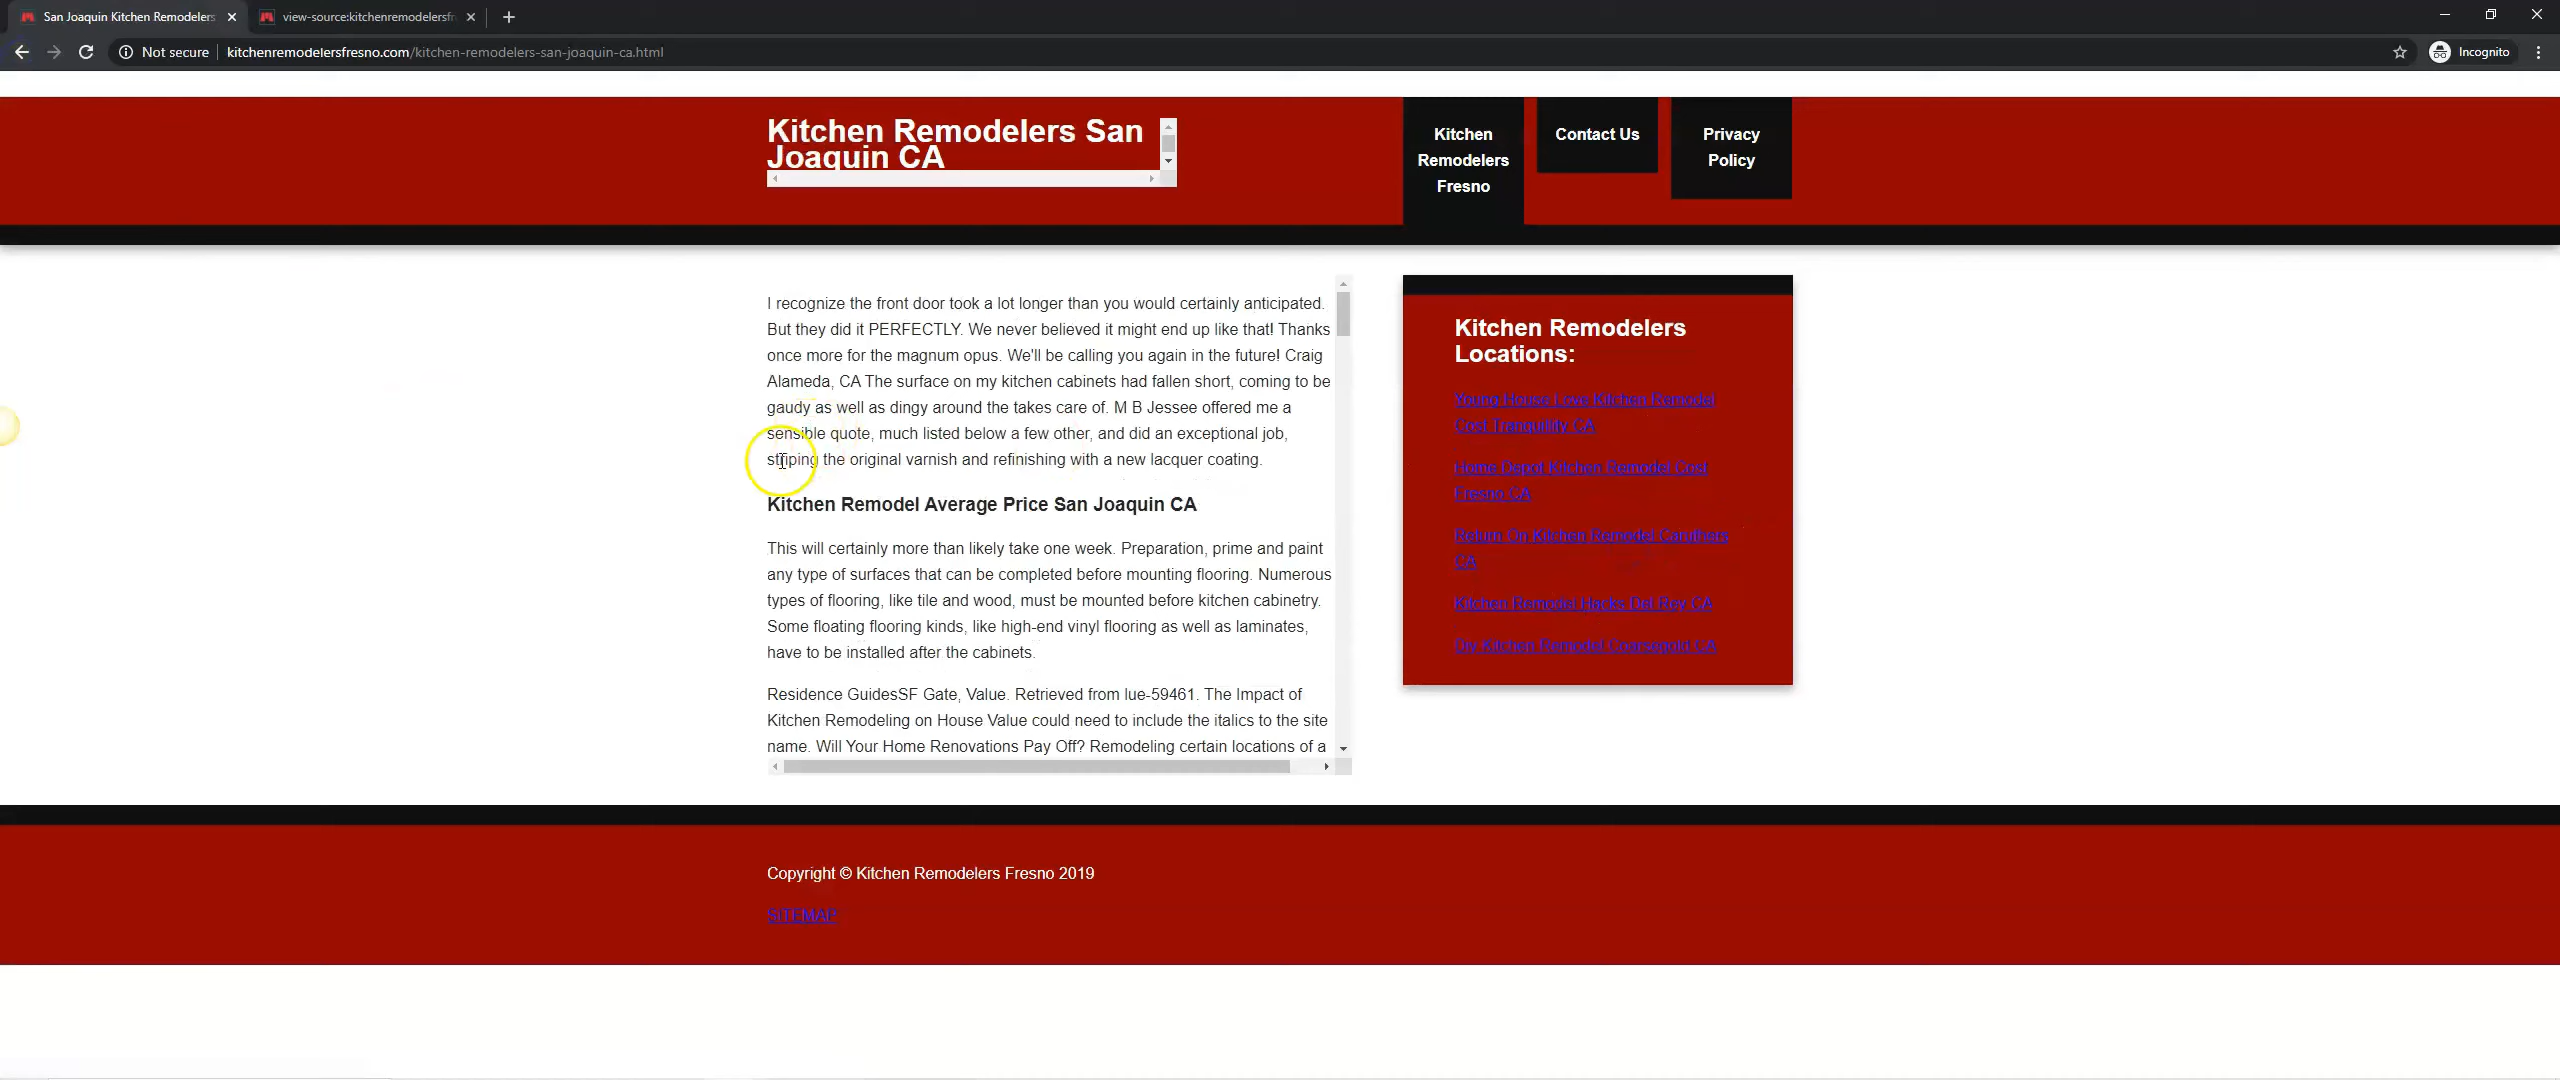 San Joaquin Kitchen Remodelers
view-source:kitchenremodelersfr
Not secure
kitchenremodelersfresno.com/kitchen-remodelers-san-joaquin-ca.html
Incognito
Kitchen Remodelers San
Joaquin CA
Kitchen
Remodelers
Fresno
Contact Us
Privacy
Policy
I recognize the front door took a lot longer than you would certainly anticipated.
But they did it PERFECTLY. We never believed it might end up like that! Thanks
once more for the magnum opus. We'll be calling you again in the future! Craig
Alameda, CA The surface on my kitchen cabinets had fallen short, coming to be
gaudy as well as dingy around the takes care of. M B Jessee offered me a
sensible quote, much listed below a few other, and did an exceptional job,
striping the original varnish and refinishing with a new lacquer coating.
Kitchen Remodel Average Price San Joaquin CA
This will certainly more than likely take one week. Preparation, prime and paint
any type of surfaces that can be completed before mounting flooring. Numerous
types of flooring, like tile and wood, must be mounted before kitchen cabinetry.
Some floating flooring kinds, like high-end vinyl flooring as well as laminates,
have to be installed after the cabinets.
Residence GuidesSF Gate, Value. Retrieved from lue-59461. The Impact of
Kitchen Remodeling on House Value could need to include the italics to the site
name. Will Your Home Renovations Pay Off? Remodeling certain locations of a
Kitchen Remodelers
Locations:
Young House Love Kitchen Remodel
Cost Tranquillity CA
Home Depot Kitchen Remodel Cost
Fresno CA
Return On Kitchen Remodel Caruthers
CA
Kitchen Remodel Hacks Del Rey CA
Diy Kitchen Remodel Coarsegold CA
Copyright © Kitchen Remodelers Fresno 2019
SITEMAP